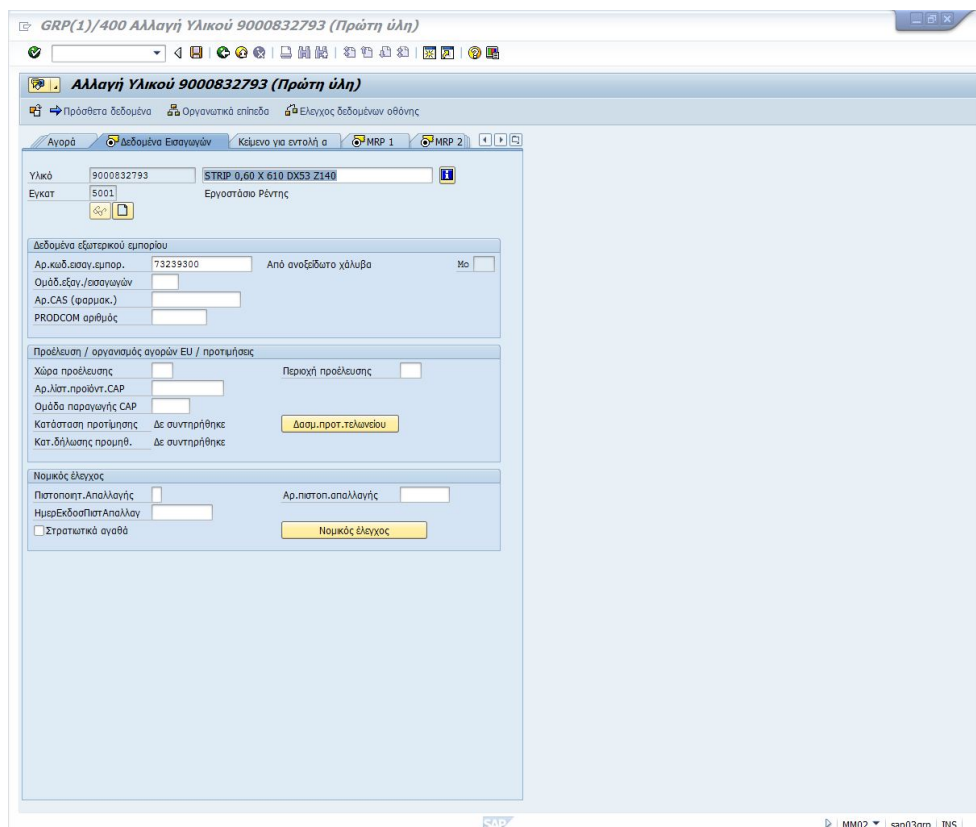 GRP(1)/400 Αλλαγή Υλικού 9000832793 (Πρώτη ύλη)
Αλλαγή Υλικού 9000832793 (Πρώτη ύλη)
Πρόσθετα δεδομένα Οργανωτικά επίπεδα Ελεγχος δεδομένων οθόνης
Αγορά Δεδομένα Εισαγωγών Κείμενο για εντολή α MRP 1 MRP 2
Υλικό 9000832793 STRIP 0,60 X 610 DX53 Z140
Εγκατ 5001 Εργοστάσιο Ρέντης
Δεδομένα εξωτερικού εμπορίου
Αρ.κωδ.εισαγ.εμπορ. 73239300 Από ανοξείδωτο χάλυβα Μο
Ομάδ.εξαγ./εισαγωγών
Αρ.CAS (φαρμακ.)
PRODCOM αριθμός
Προέλευση / οργανισμός αγορών EU / προτιμήσεις
Χώρα προέλευσης Περιοχή προέλευσης
Αρ.λίστ.προϊόντ.CAP
Ομάδα παραγωγής CAP
Κατάσταση προτίμησης Δε συντηρήθηκε Δασμ.προτ.τελωνείου
Κατ.δήλωσης προμηθ. Δε συντηρήθηκε
Νομικός έλεγχος
Πιστοποιητ.Απαλλαγής Αρ.πιστοπ.απαλλαγής
ΗμερΕκδοσΠιστΑπαλλαγ
Στρατιωτικά αγαθά Νομικός έλεγχος
SAP MM02 sap03grp INS